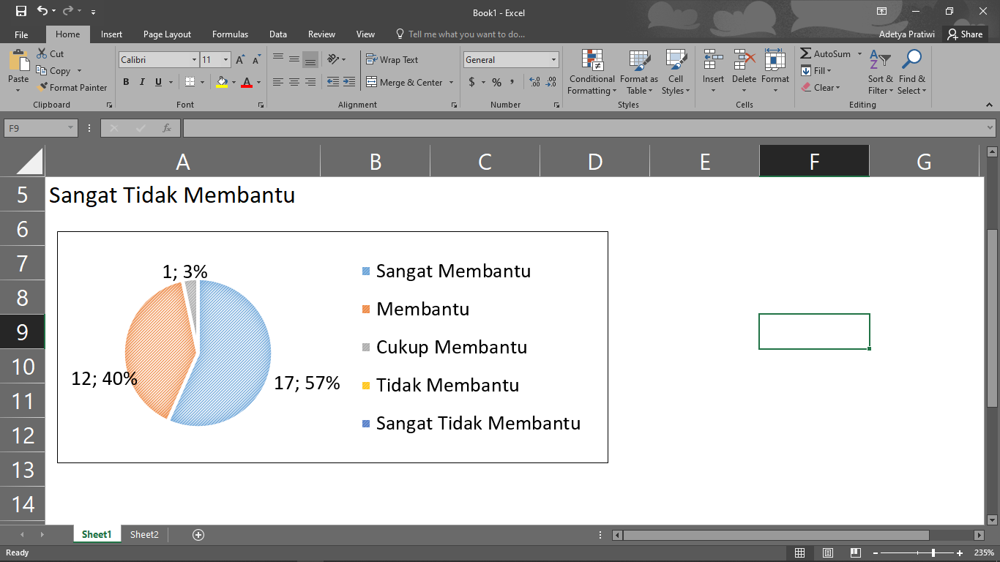 Book1 - Excel
File Home Insert Page Layout Formulas Data Review View Tell me what you want to do... Adetya Pratiwi Share
Paste
Cut
Copy
Format Painter
Clipboard
Calibri 11
B I U A
Font
Wrap Text
Merge & Center
Alignment
General
$ % ,
Number
Conditional Formatting
Format as Table
Cell Styles
Styles
Insert Delete Format
Cells
AutoSum
Fill
Clear
Sort & Filter
Find & Select
Editing
F9 fx
A B C D E F G
5 Sangat Tidak Membantu
6
7
8
9
10
11
12
13
14
1; 3%
12; 40%
17; 57%
Sangat Membantu
Membantu
Cukup Membantu
Tidak Membantu
Sangat Tidak Membantu
Sheet1 Sheet2
Ready 235%